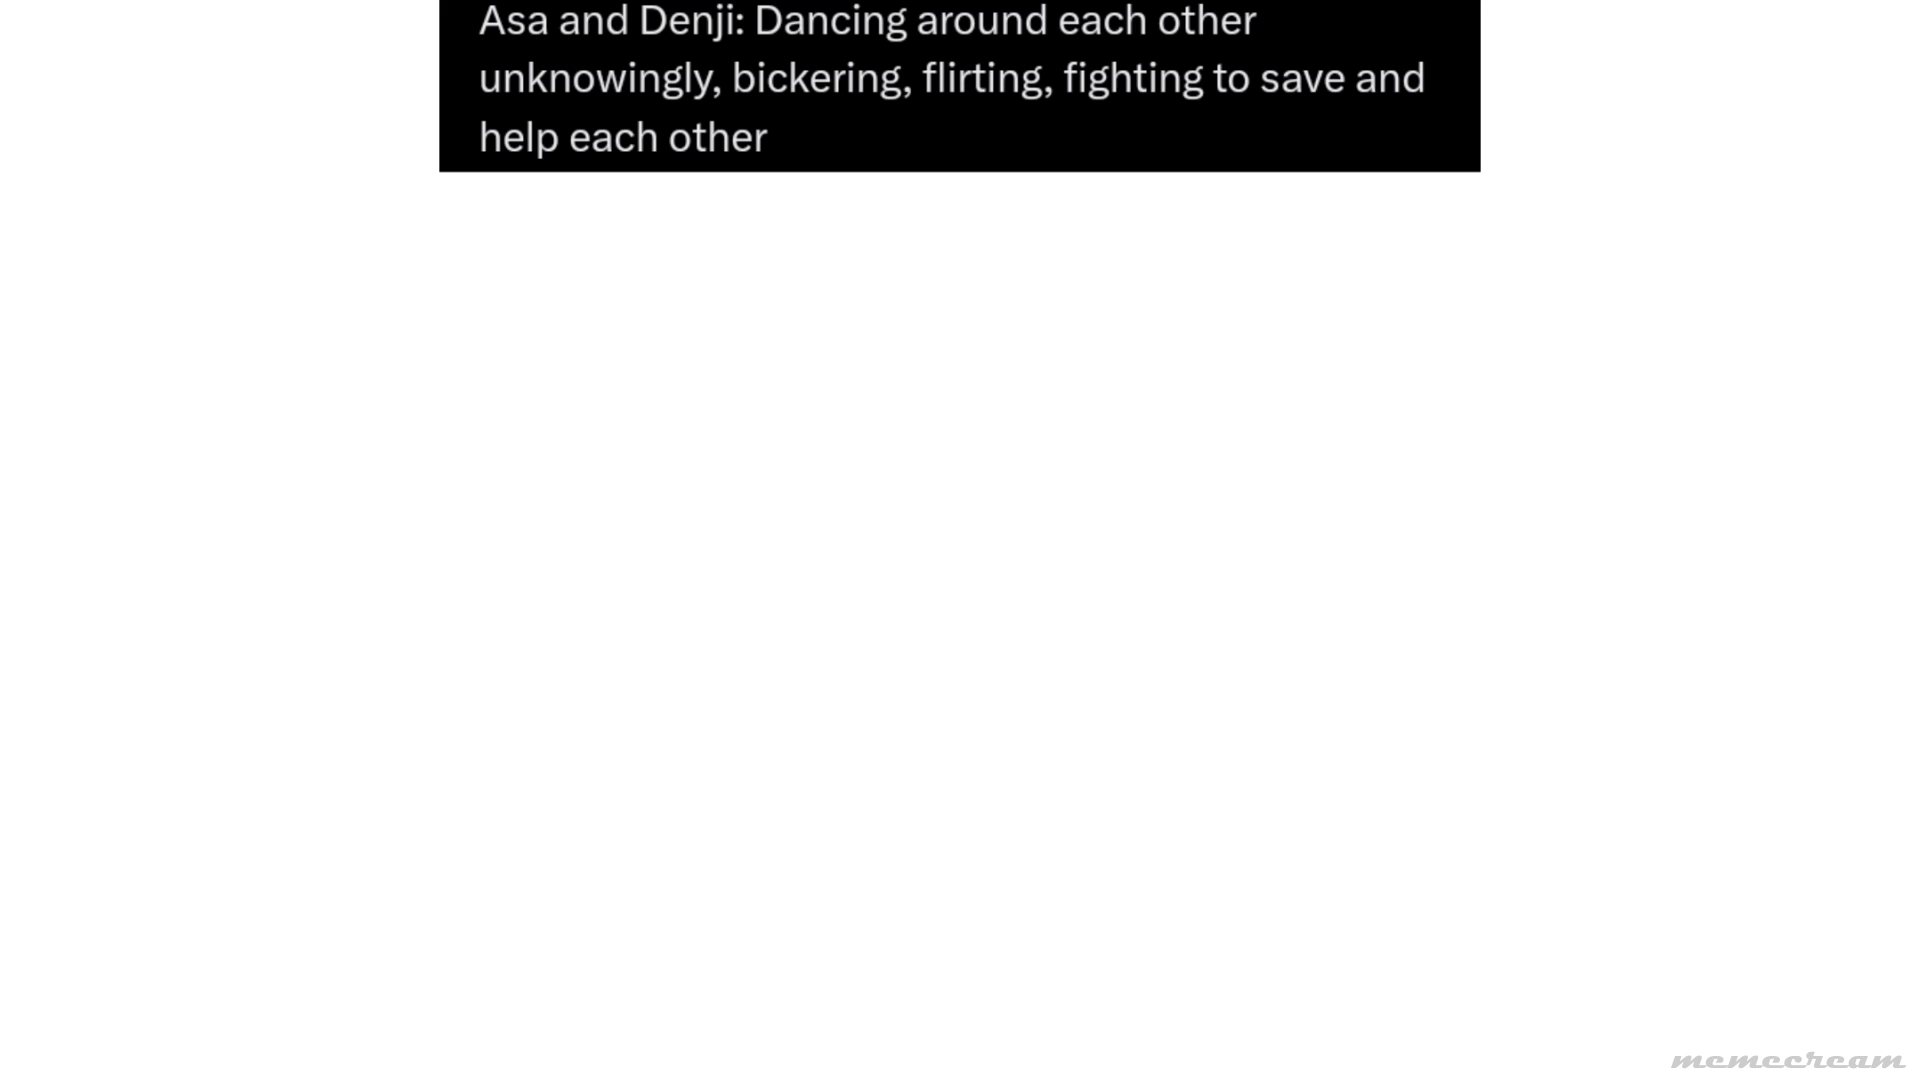 Asa and Denji: Dancing around each other
unknowingly, bickering, flirting, fighting to save and
help each other
memecream